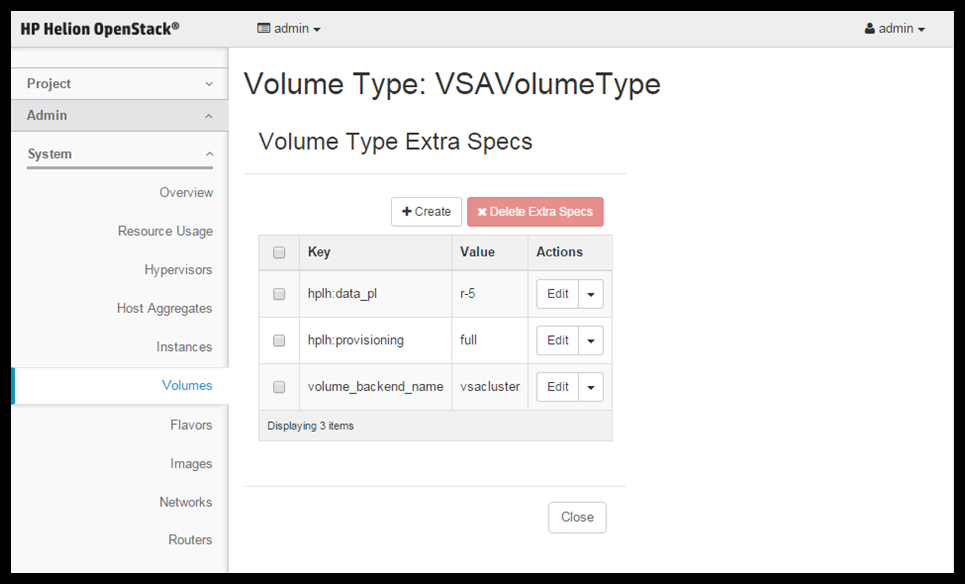 HP Helion OpenStack®
admin
admin
Project
Admin
System
Overview
Resource Usage
Hypervisors
Host Aggregates
Instances
Volumes
Flavors
Images
Networks
Routers
Volume Type: VSAVolumeType
Volume Type Extra Specs
+ Create
✖ Delete Extra Specs
Key Value Actions
hplh:data_pl r-5 Edit
hplh:provisioning full Edit
volume_backend_name vsacluster Edit
Displaying 3 items
Close